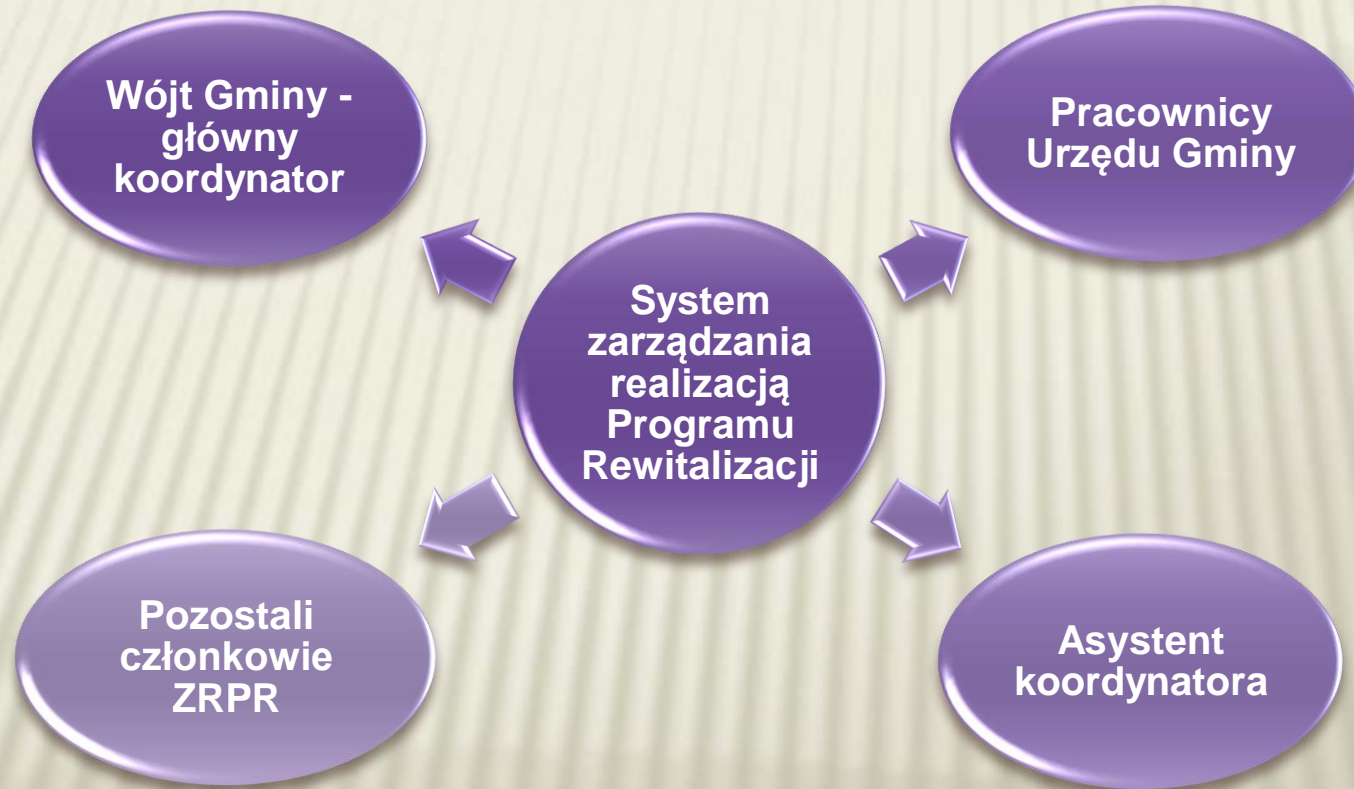 Wójt Gminy -
główny
koordynator
Pracownicy
Urzędu Gminy
System
zarządzania
realizacją
Programu
Rewitalizacji
Pozostali
członkowie
ZRPR
Asystent
koordynatora